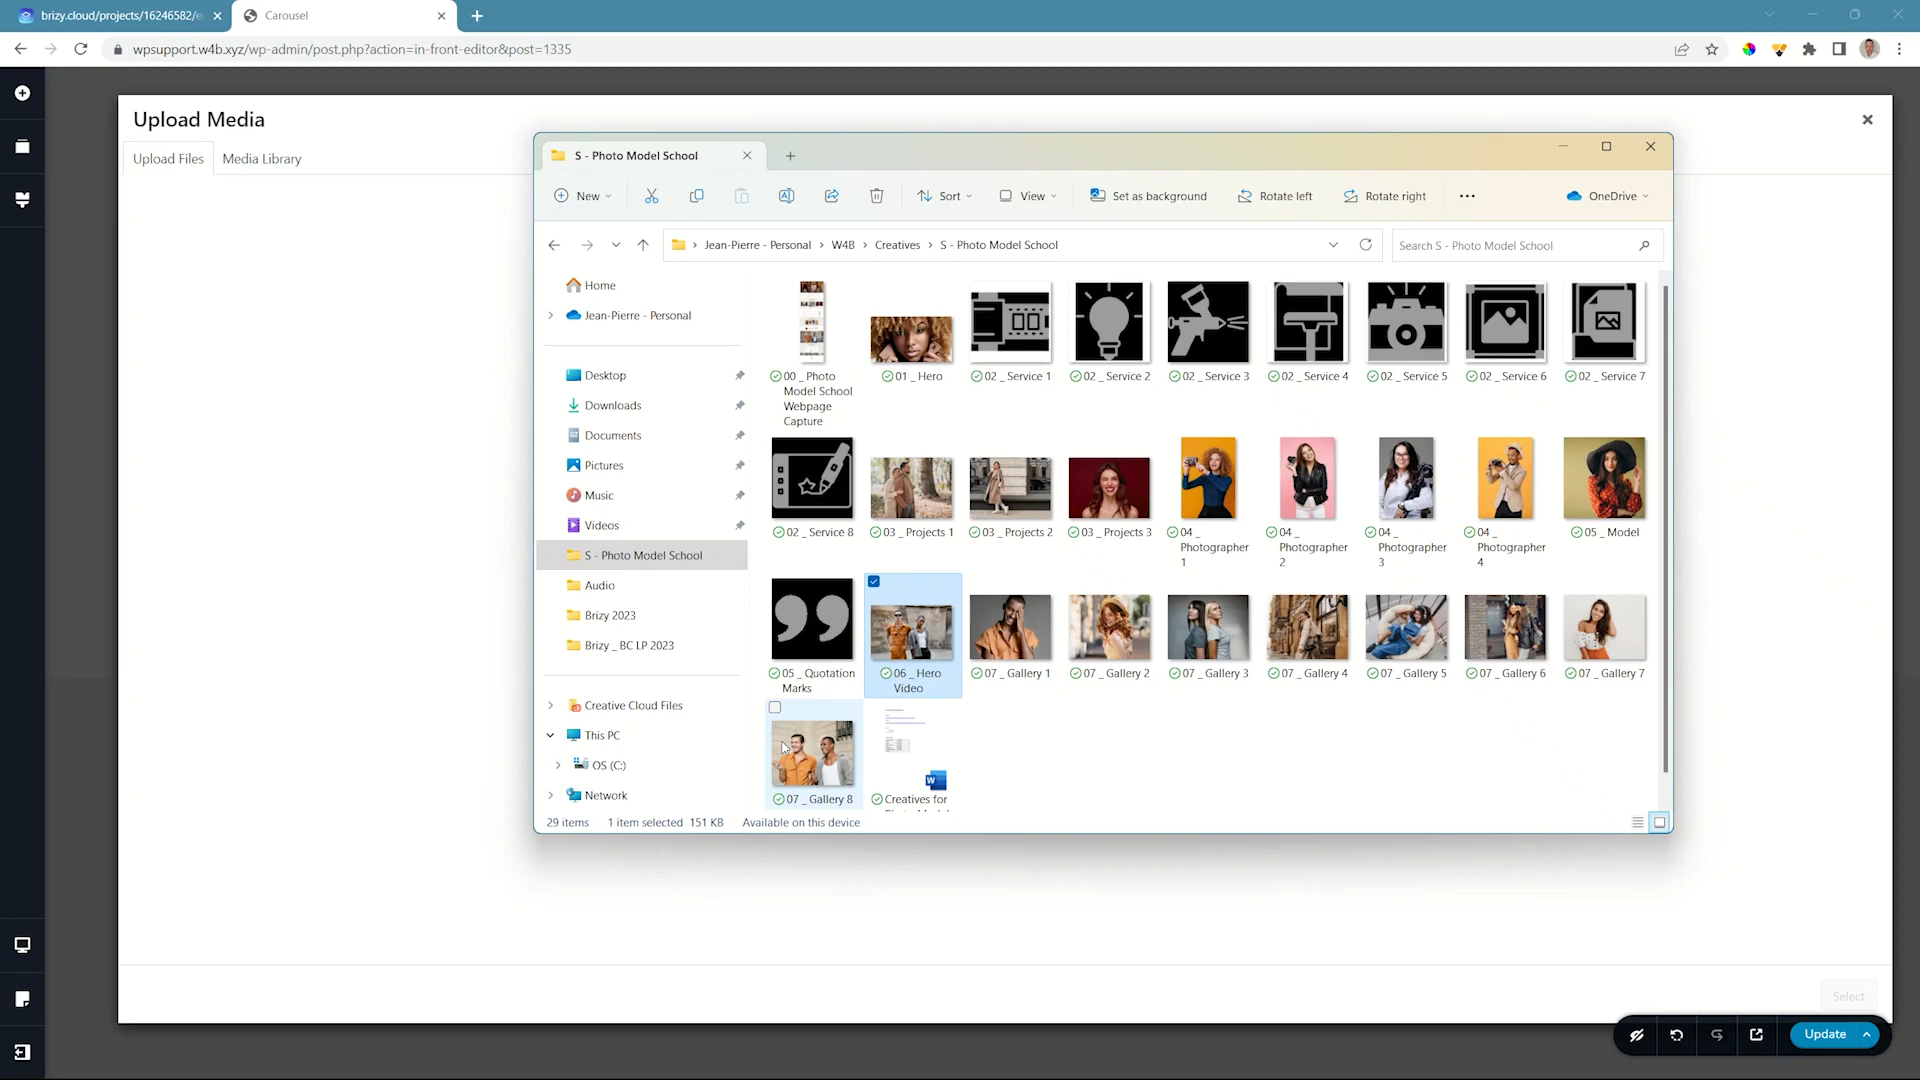 brizy.cloud/projects/16246582/e
Carousel
wpsupport.w4b.xyz/wp-admin/post.php?action=in-front-editor&post=1335
Upload Media
Upload Files
Media Library
S - Photo Model School
New
Sort
View
Set as background
Rotate left
Rotate right
OneDrive
Jean-Pierre - Personal
W4B
Creatives
S - Photo Model School
Search S - Photo Model School
Home
Jean-Pierre - Personal
Desktop
Downloads
Documents
Pictures
Music
Videos
S - Photo Model School
Audio
Brizy 2023
Brizy _ BC LP 2023
Creative Cloud Files
This PC
OS (C:)
Network
00 _ Photo
Model School
Webpage
Capture
01 _ Hero
02 _ Service 1
02 _ Service 2
02 _ Service 3
02 _ Service 4
02 _ Service 5
02 _ Service 6
02 _ Service 7
02 _ Service 8
03 _ Projects 1
03 _ Projects 2
03 _ Projects 3
04 _
Photographer
1
04 _
Photographer
2
04 _
Photographer
3
04 _
Photographer
4
05 _ Model
05 _ Quotation
Marks
06 _ Hero
Video
07 _ Gallery 1
07 _ Gallery 2
07 _ Gallery 3
07 _ Gallery 4
07 _ Gallery 5
07 _ Gallery 6
07 _ Gallery 7
07 _ Gallery 8
W
Creatives for
29 items
1 item selected 151 KB
Available on this device
Select
Update